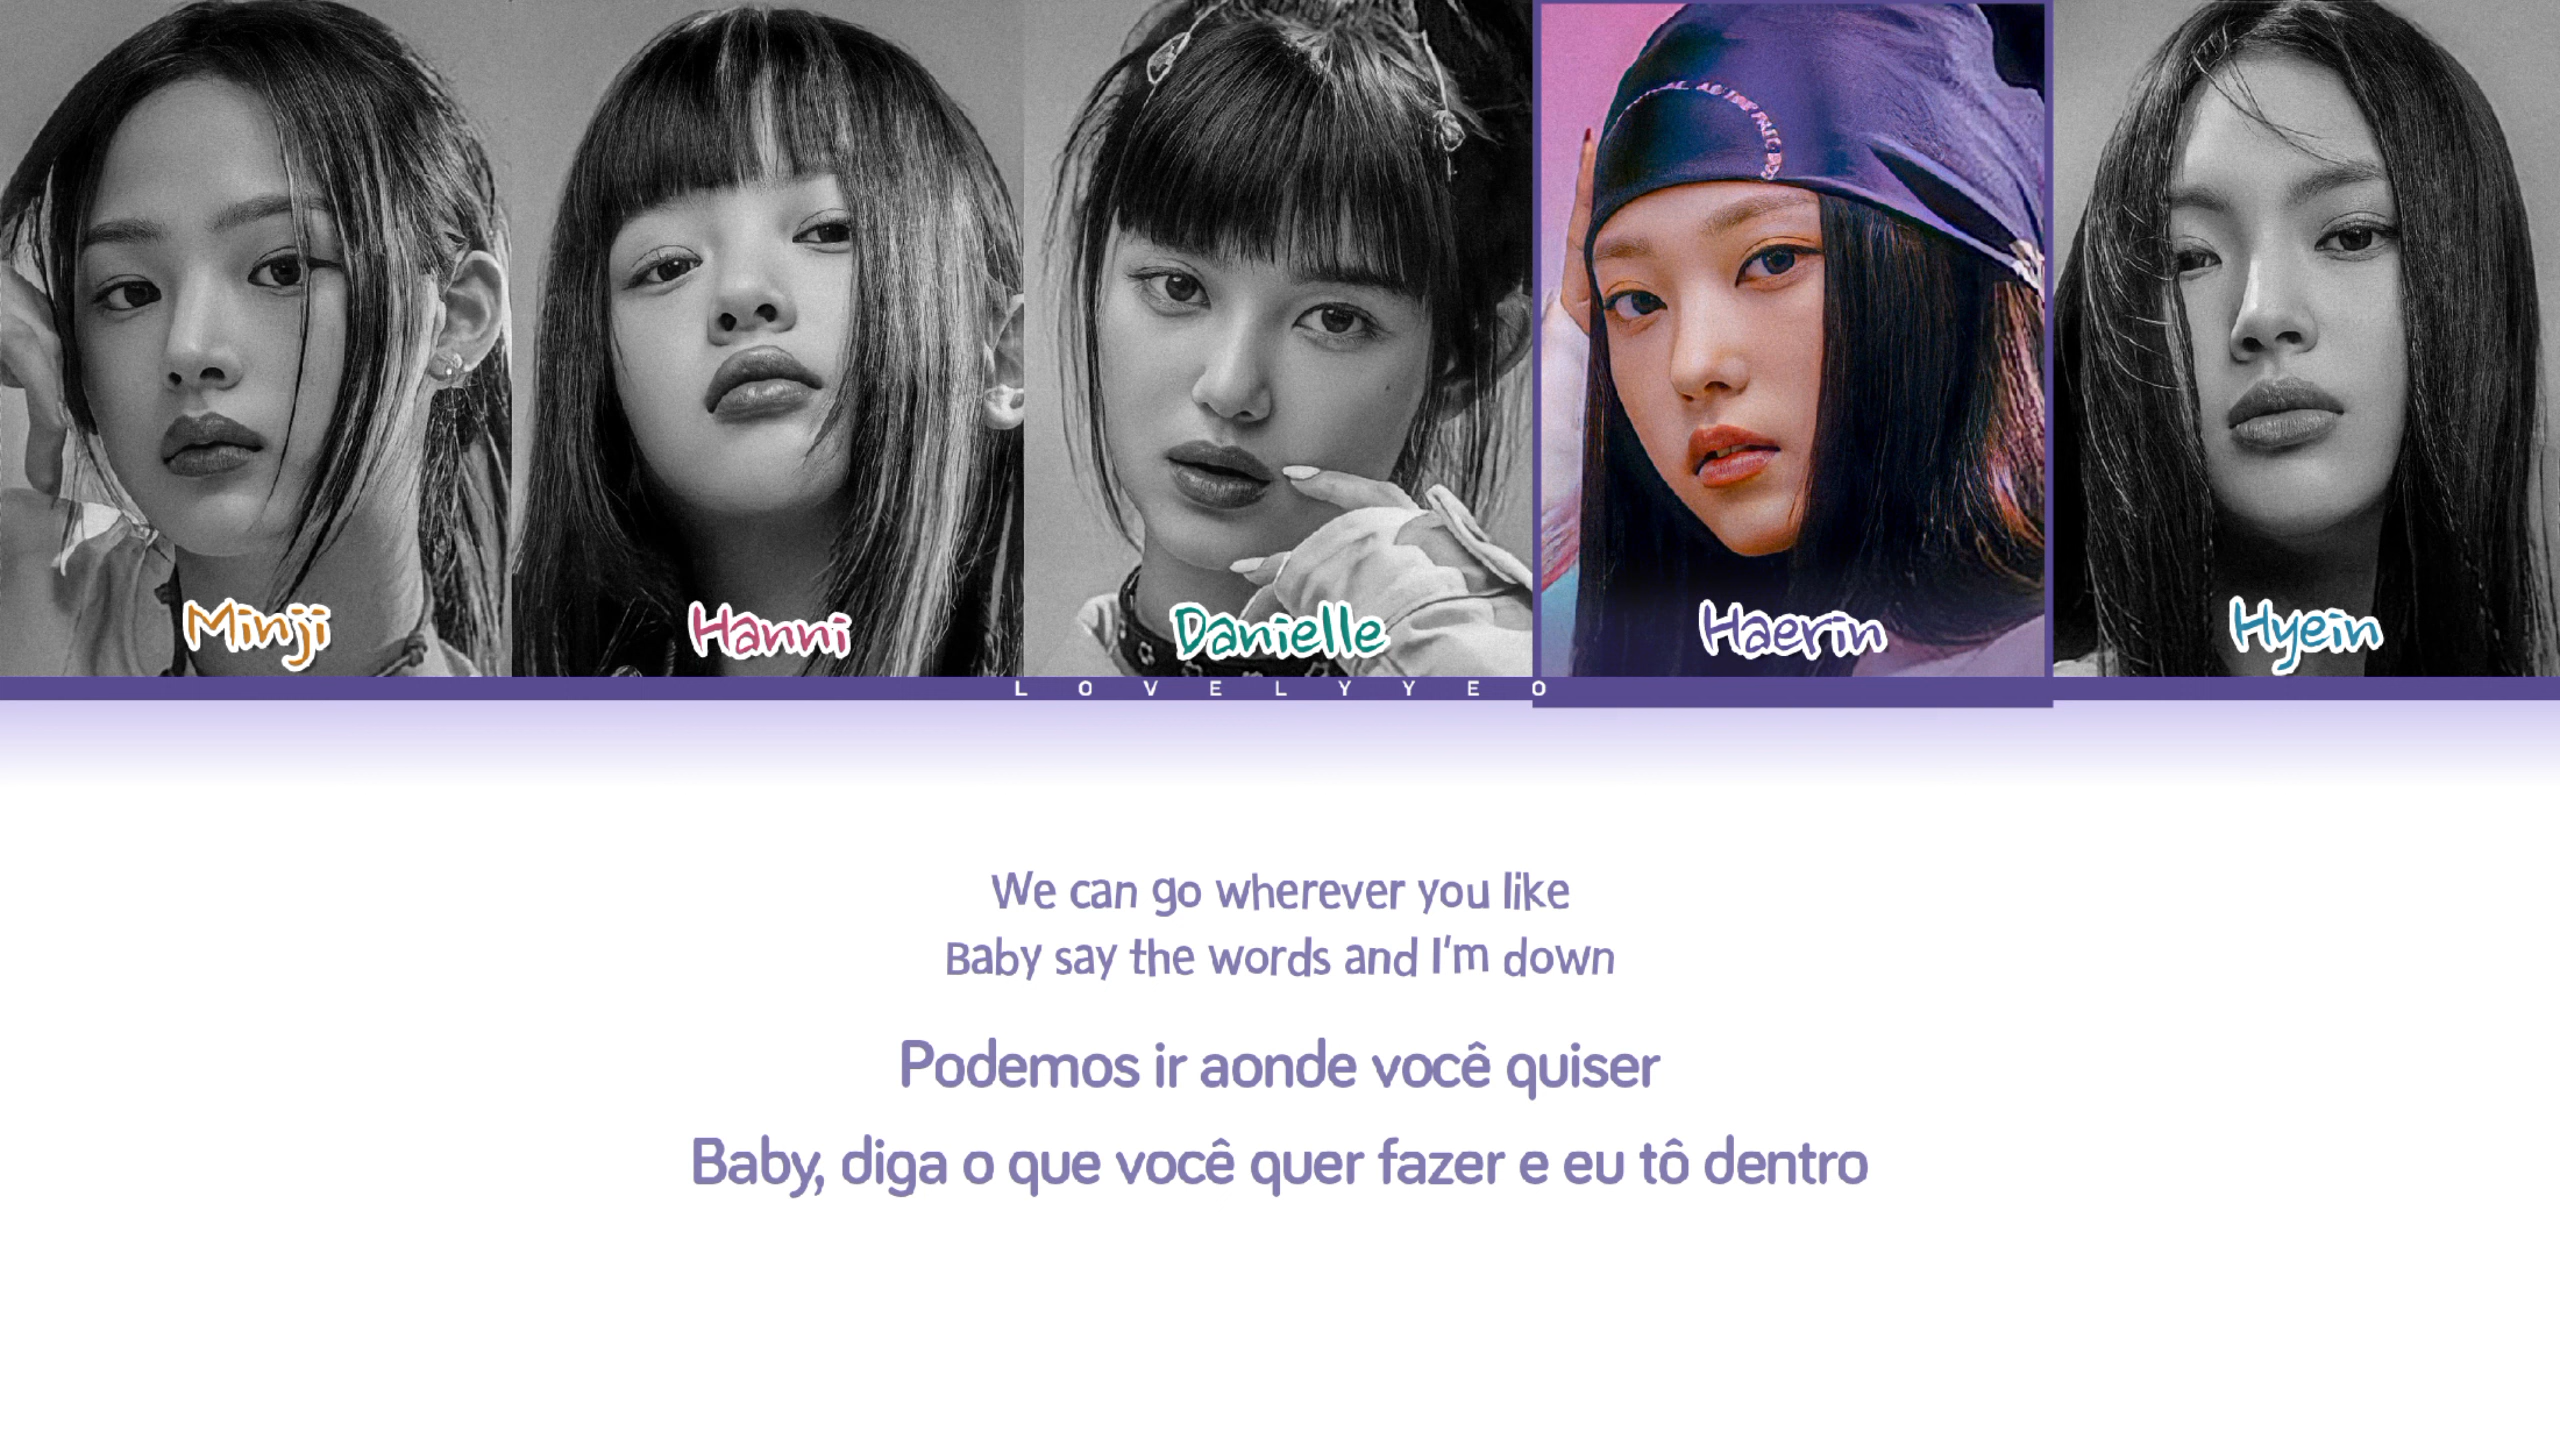 Minji
Hanni
Danielle
Haerin
Hyein
LOVELYYEO
We can go wherever you like
Baby say the words and I'm down
Podemos ir aonde você quiser
Baby, diga o que você quer fazer e eu tô dentro